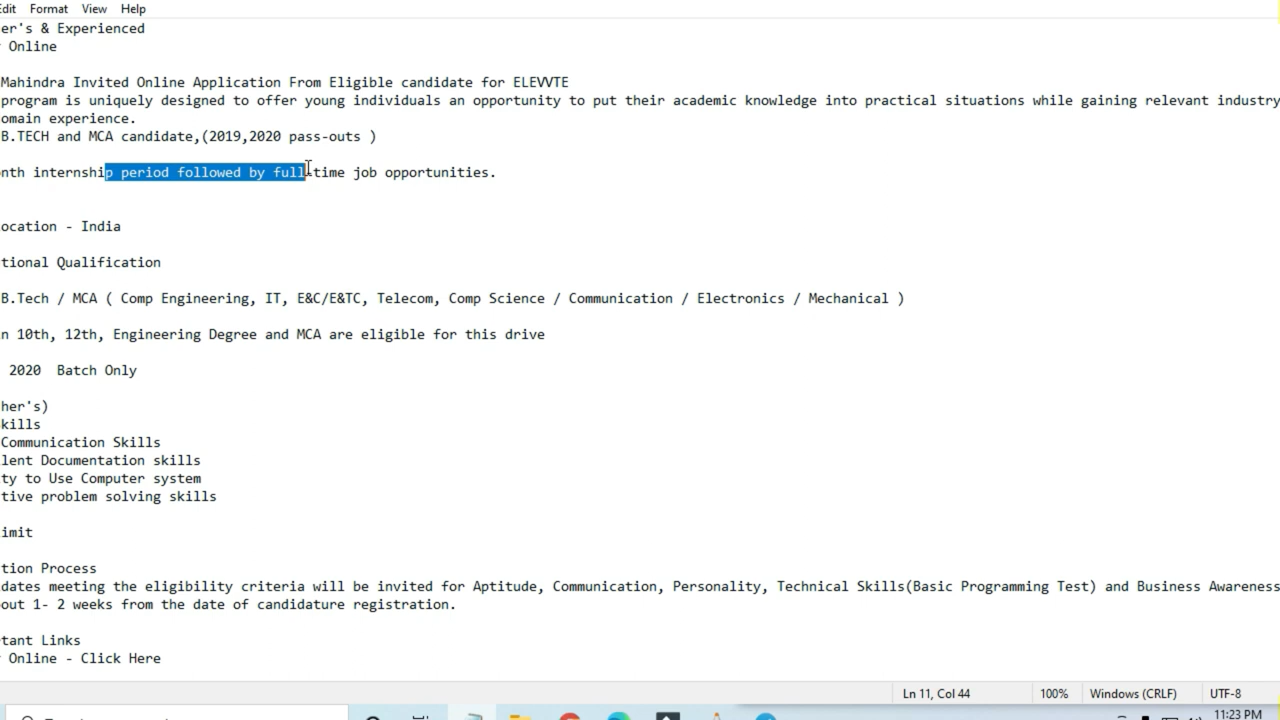 Edit Format View Help
er's & Experienced
Online
Mahindra Invited Online Application From Eligible candidate for ELEVVTE
program is uniquely designed to offer young individuals an opportunity to put their academic knowledge into practical situations while gaining relevant industry
omain experience.
B.TECH and MCA candidate,(2019,2020 pass-outs )
nth internship period followed by full-time job opportunities.
ocation - India
tional Qualification
B.Tech / MCA ( Comp Engineering, IT, E&C/E&TC, Telecom, Comp Science / Communication / Electronics / Mechanical )
n 10th, 12th, Engineering Degree and MCA are eligible for this drive
2020  Batch Only
her's)
kills
Communication Skills
lent Documentation skills
ty to Use Computer system
tive problem solving skills
imit
tion Process
dates meeting the eligibility criteria will be invited for Aptitude, Communication, Personality, Technical Skills(Basic Programming Test) and Business Awareness
out 1- 2 weeks from the date of candidature registration.
tant Links
Online - Click Here
Ln 11, Col 44 100% Windows (CRLF) UTF-8
11:23 PM